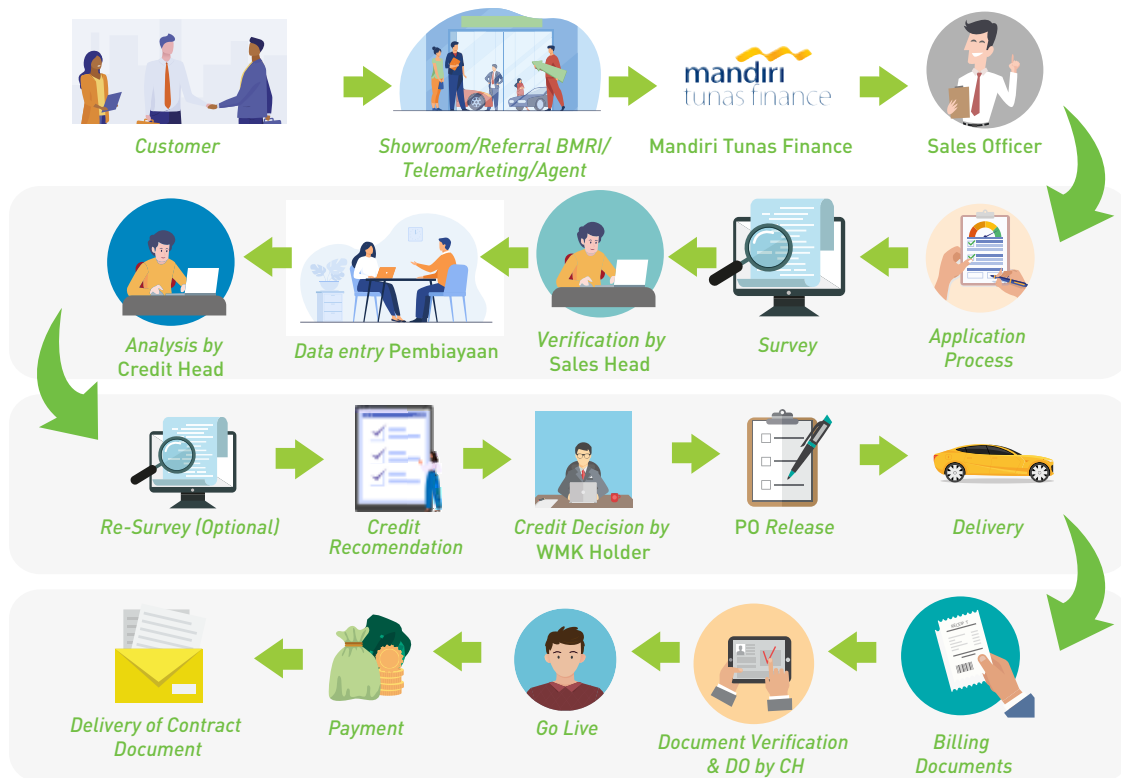 mandiri
tunas finance
Customer
Showroom/Referral BMRI/
Telemarketing/Agent
Mandiri Tunas Finance
Sales Officer
Analysis by
Credit Head
Data entry Pembiayaan
Verification by
Sales Head
Survey
Application
Process
Re-Survey (Optional)
Credit
Recomendation
Credit Decision by
WMK Holder
PO Release
Delivery
RECEIPT
Delivery of Contract
Document
Payment
Go Live
Document Verification
& DO by CH
Billing
Documents